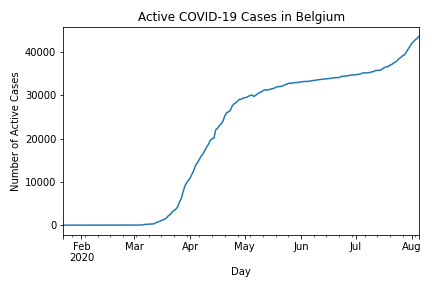 Active COVID-19 Cases in Belgium
Number of Active Cases
40000
30000
20000
10000
0
Feb
2020
Mar
Apr
May
Jun
Jul
Aug
Day